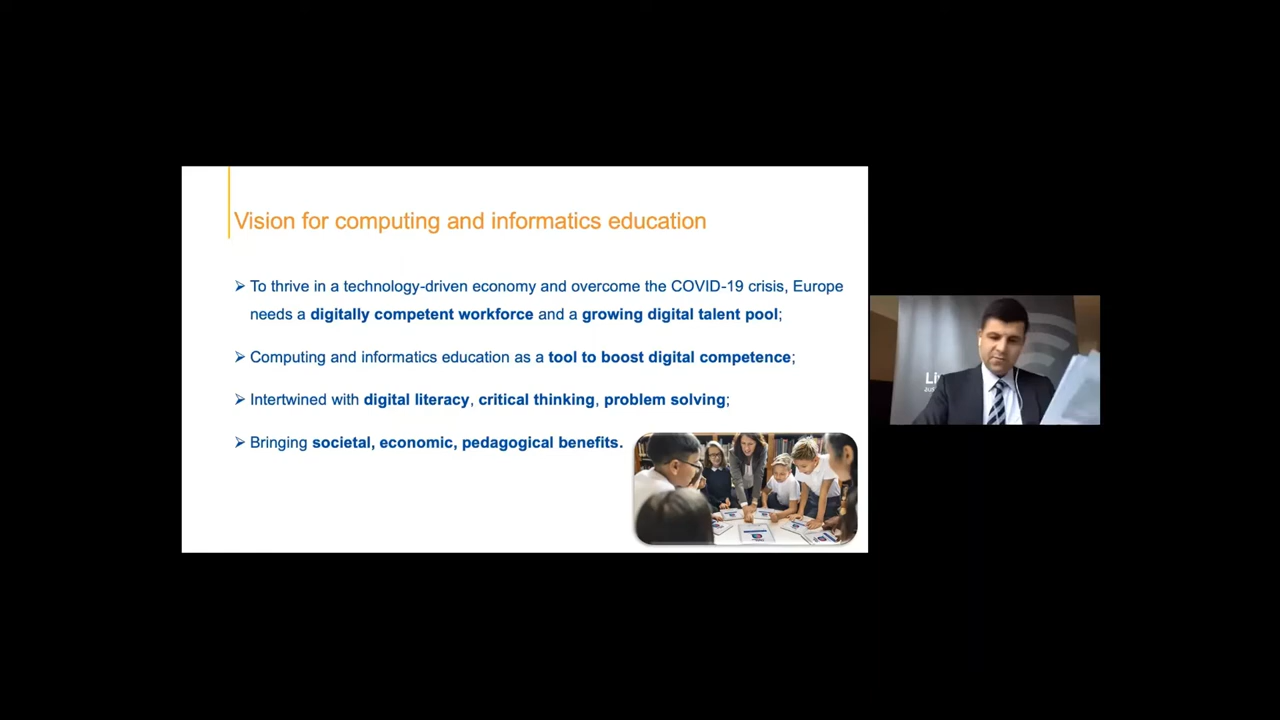 Vision for computing and informatics education
➢ To thrive in a technology-driven economy and overcome the COVID-19 crisis, Europe
needs a digitally competent workforce and a growing digital talent pool;
➢ Computing and informatics education as a tool to boost digital competence;
➢ Intertwined with digital literacy, critical thinking, problem solving;
➢ Bringing societal, economic, pedagogical benefits.